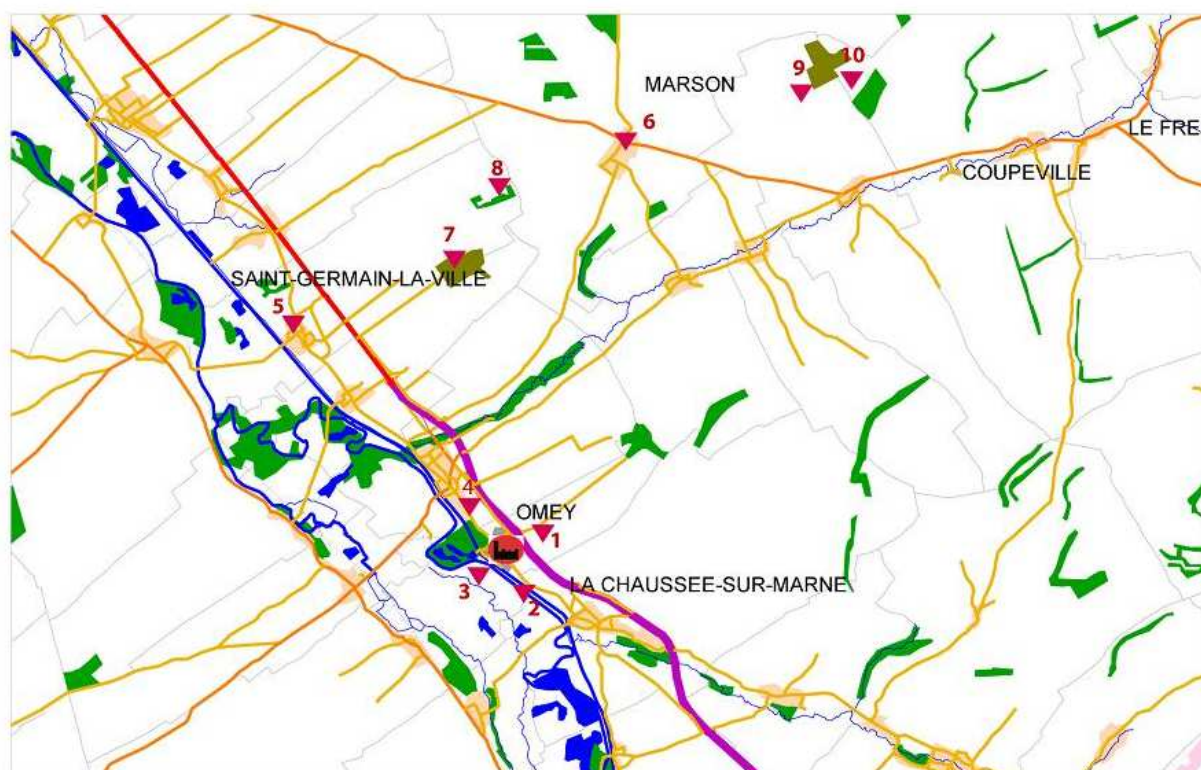 MARSON
9
10
6
LE FRE
COUPEVILLE
8
7
SAINT-GERMAIN-LA-VILLE
5
4
OMEY
1
3
2
LA CHAUSSEE-SUR-MARNE